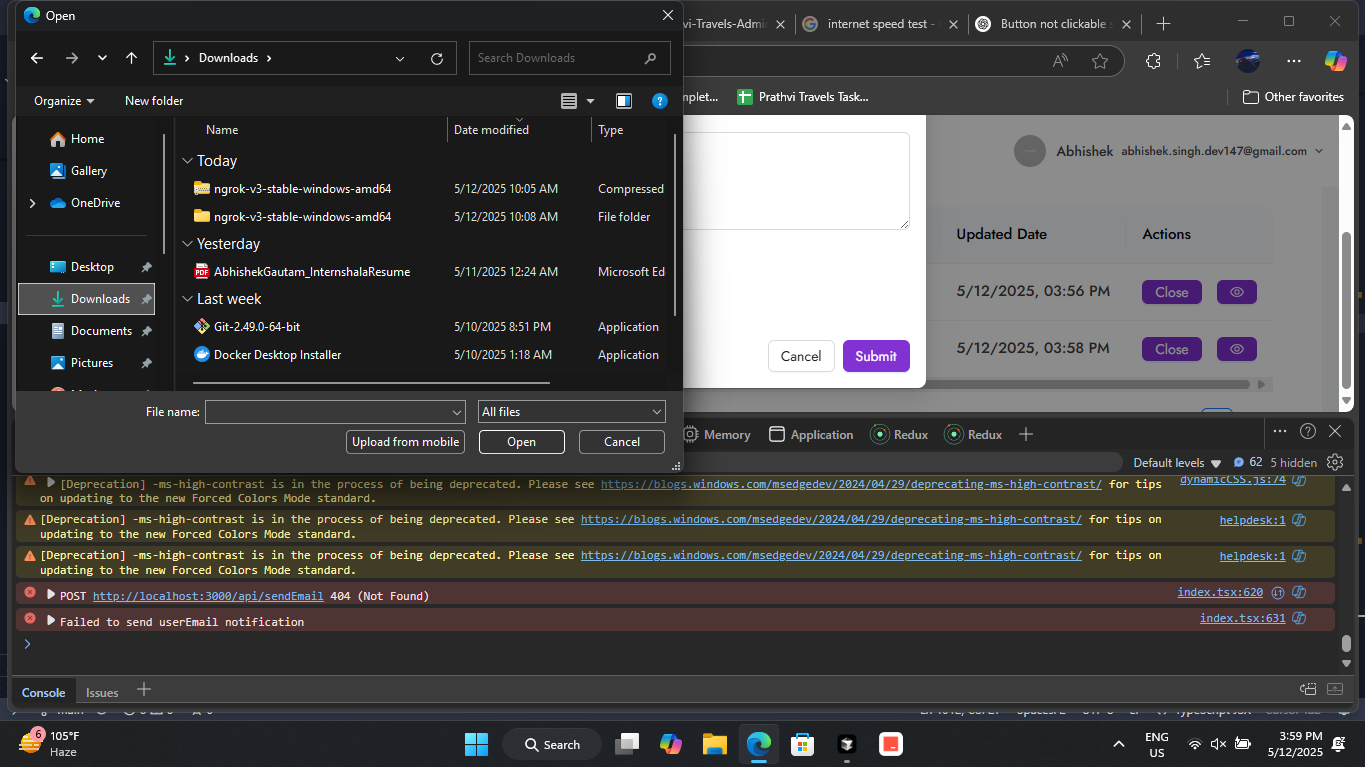 Open
vi-Travels-Admi
internet speed test -
Button not clickable s
Downloads
Search Downloads
Organize
New folder
mplet...
Prathvi Travels Task...
Other favorites
Home
Gallery
OneDrive
Desktop
Downloads
Documents
Pictures
Name
Date modified
Type
Today
ngrok-v3-stable-windows-amd64 5/12/2025 10:05 AM Compressed
ngrok-v3-stable-windows-amd64 5/12/2025 10:08 AM File folder
Yesterday
AbhishekGautam_InternshalaResume 5/11/2025 12:24 AM Microsoft Ed
Last week
Git-2.49.0-64-bit 5/10/2025 8:51 PM Application
Docker Desktop Installer 5/10/2025 1:18 AM Application
File name:
All files
Upload from mobile
Open
Cancel
Abhishek abhishek.singh.dev147@gmail.com
Updated Date Actions
5/12/2025, 03:56 PM Close
5/12/2025, 03:58 PM Close
Cancel
Submit
Memory
Application
Redux
Redux
Default levels
62
5 hidden
[Deprecation] -ms-high-contrast is in the process of being deprecated. Please see https://blogs.windows.com/msedgedev/2024/04/29/deprecating-ms-high-contrast/ for tips dynamicCSS.js:74
on updating to the new Forced Colors Mode standard.
[Deprecation] -ms-high-contrast is in the process of being deprecated. Please see https://blogs.windows.com/msedgedev/2024/04/29/deprecating-ms-high-contrast/ for tips on helpdesk:1
updating to the new Forced Colors Mode standard.
[Deprecation] -ms-high-contrast is in the process of being deprecated. Please see https://blogs.windows.com/msedgedev/2024/04/29/deprecating-ms-high-contrast/ for tips on helpdesk:1
updating to the new Forced Colors Mode standard.
POST http://localhost:3000/api/sendEmail 404 (Not Found) index.tsx:620
Failed to send userEmail notification index.tsx:631
Console
Issues
6
105°F
Haze
Search
ENG
US
3:59 PM
5/12/2025